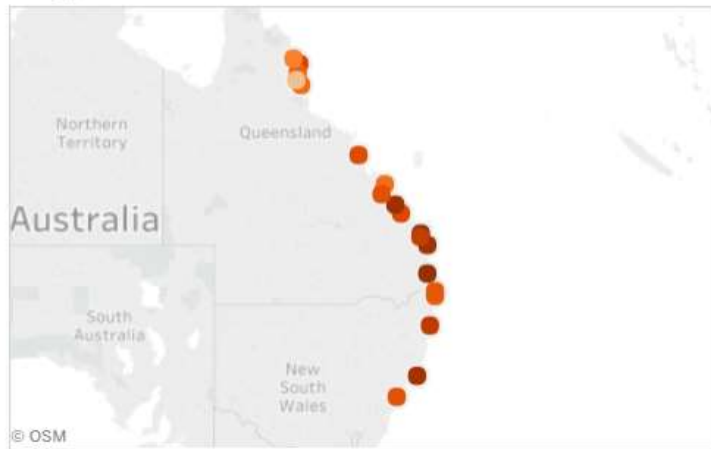 Northern
Territory
Queensland
Australia
South
Australia
New
South
Wales
© OSM